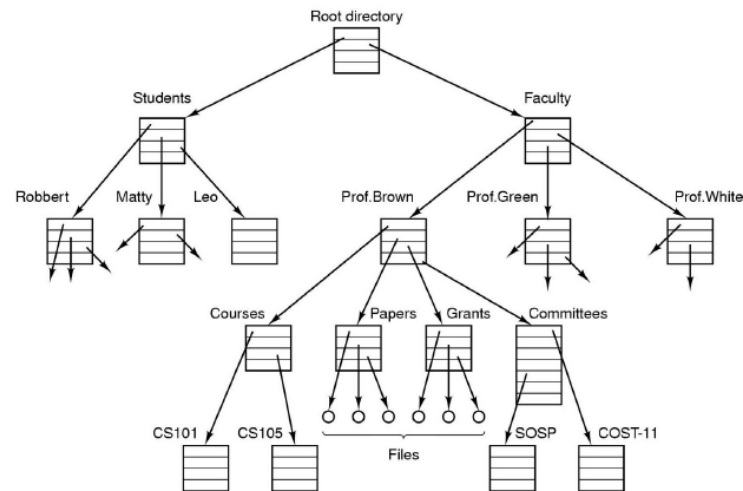 Root directory
Students Faculty
Robbert Matty Leo Prof.Brown Prof.Green Prof.White
Courses Papers Grants Committees
CS101 CS105 SOSP COST-11
Files